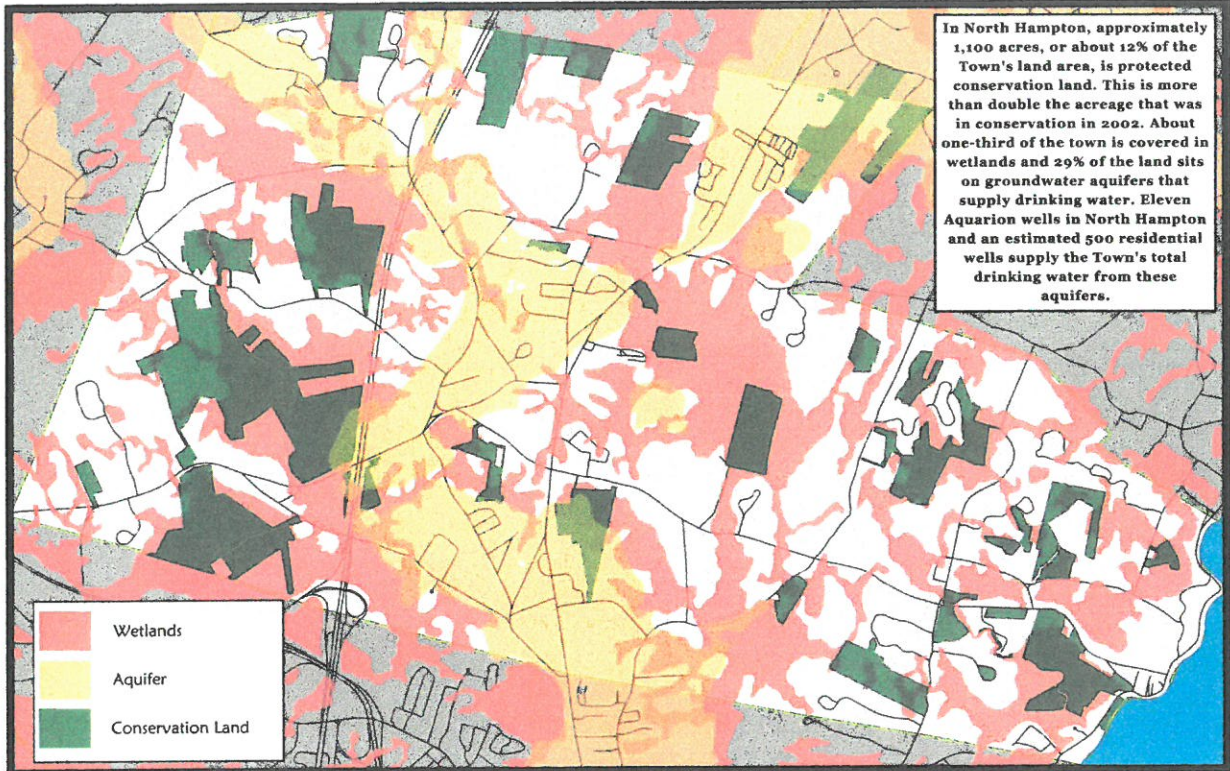 In North Hampton, approximately
1,100 acres, or about 12% of the
Town's land area, is protected
conservation land. This is more
than double the acreage that was
in conservation in 2002. About
one-third of the town is covered in
wetlands and 29% of the land sits
on groundwater aquifers that
supply drinking water. Eleven
Aquarion wells in North Hampton
and an estimated 500 residential
wells supply the Town's total
drinking water from these
aquifers.
Wetlands
Aquifer
Conservation Land